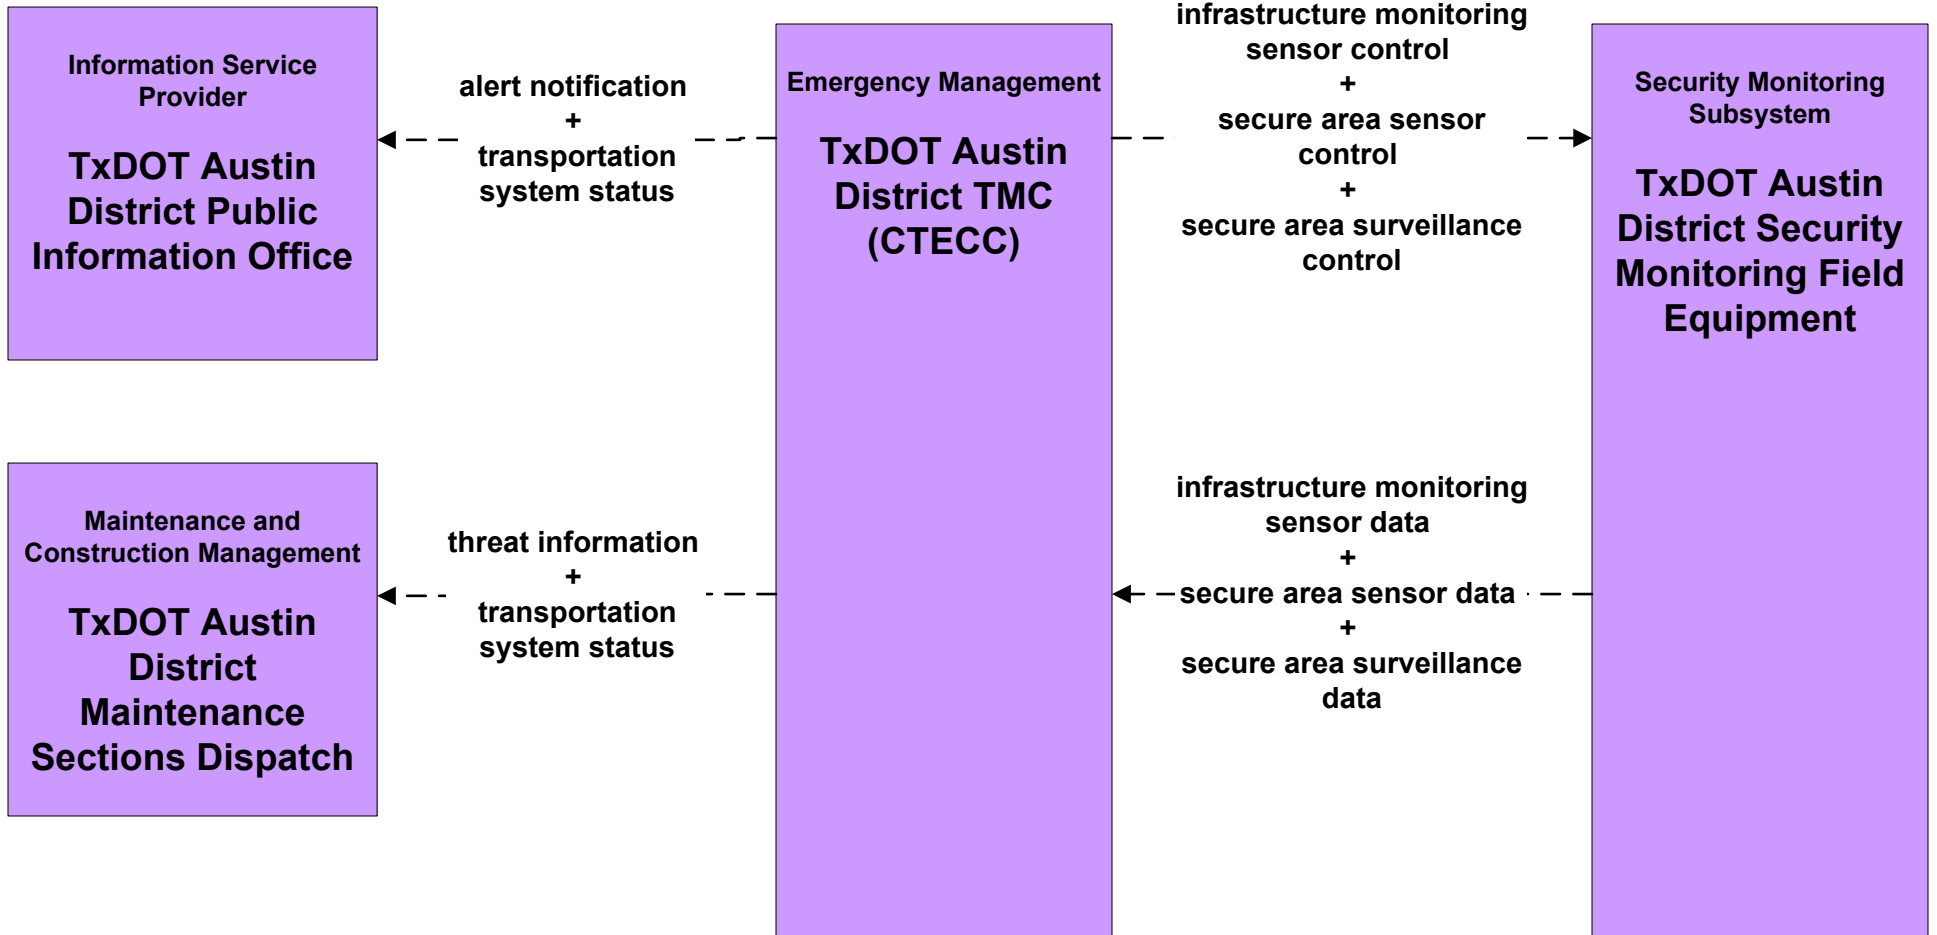 Information Service
Provider
TxDOT Austin
District Public
Information Office
alert notification
+
transportation
system status
Emergency Management
TxDOT Austin
District TMC
(CTECC)
infrastructure monitoring
sensor control
+
secure area sensor
control
+
secure area surveillance
control
Security Monitoring
Subsystem
TxDOT Austin
District Security
Monitoring Field
Equipment
Maintenance and
Construction Management
TxDOT Austin
District
Maintenance
Sections Dispatch
threat information
+
transportation
system status
infrastructure monitoring
sensor data
+
secure area sensor data
+
secure area surveillance
data